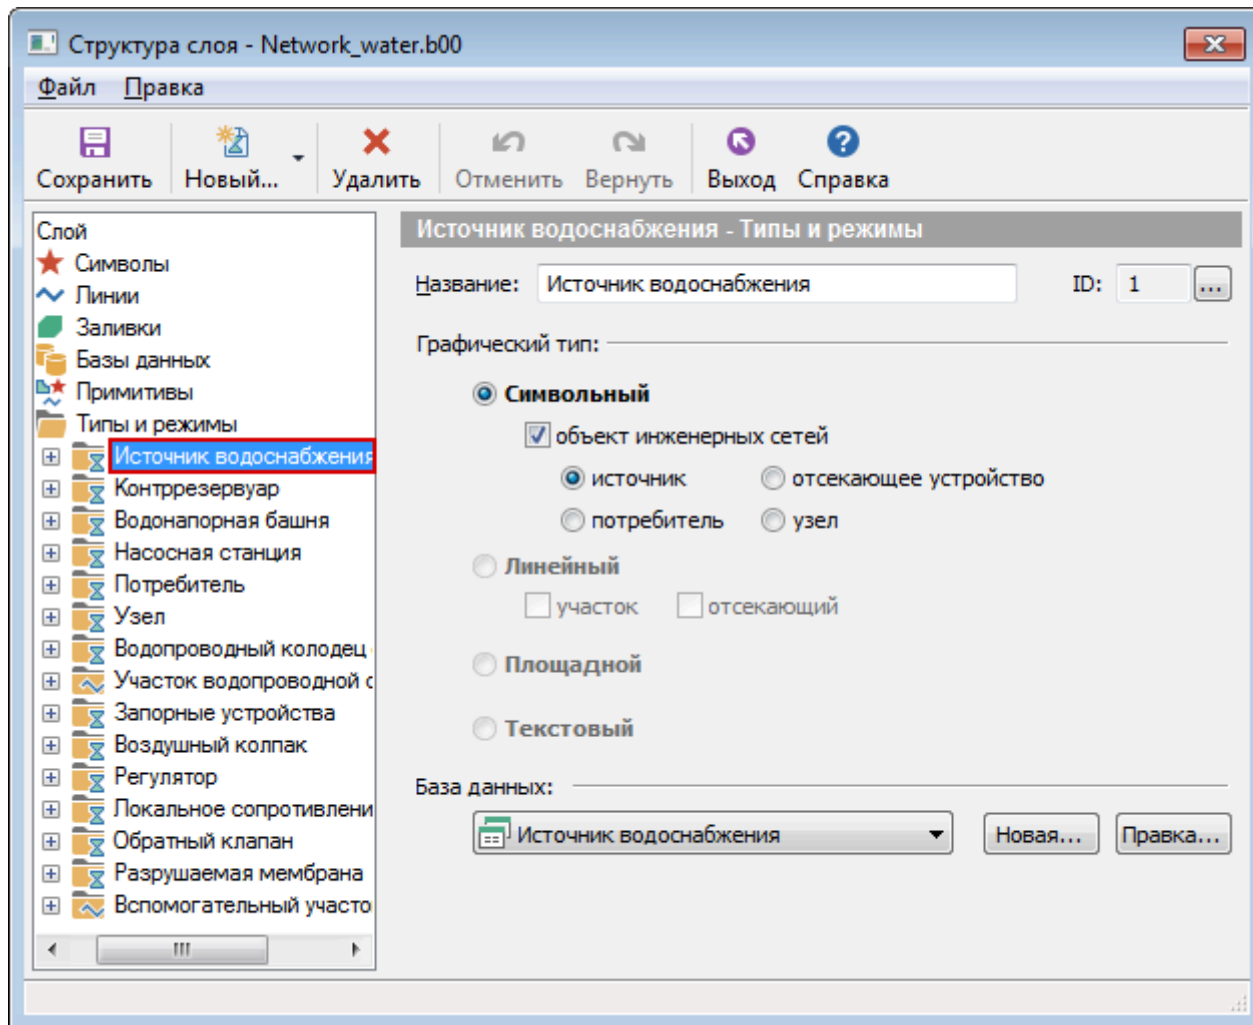 Структура слоя - Network_water.b00
Файл Правка
Сохранить Новый... Удалить Отменить Вернуть Выход Справка
Слой
Символы
Линии
Заливки
Базы данных
Примитивы
Типы и режимы
Источник водоснабжения
Контррезервуар
Водонапорная башня
Насосная станция
Потребитель
Узел
Водопроводный колодец
Участок водопроводной с
Запорные устройства
Воздушный колпак
Регулятор
Локальное сопротивлени
Обратный клапан
Разрушаемая мембрана
Вспомогательный участо
Источник водоснабжения - Типы и режимы
Название: Источник водоснабжения ID: 1 ...
Графический тип:
Символьный
объект инженерных сетей
источник отсекающее устройство
потребитель узел
Линейный
участок отсекающий
Площадной
Текстовый
База данных:
Источник водоснабжения Новая... Правка...